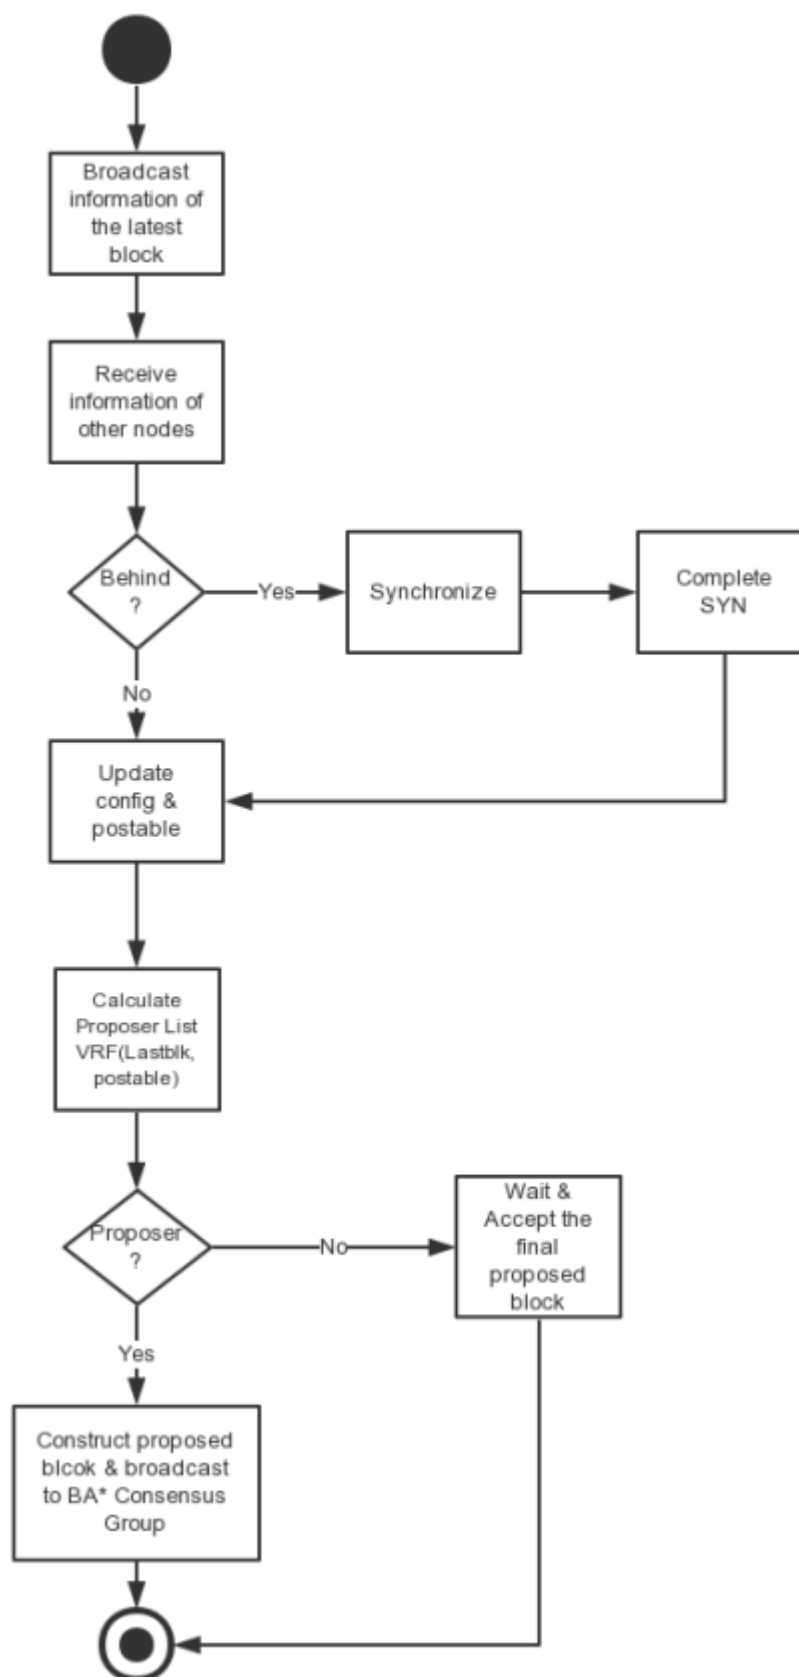 Broadcast
information of
the latest
block
Receive
information of
other nodes
Behind
?
Yes
Synchronize
Complete
SYN
No
Update
config &
postable
Calculate
Proposer List
VRF(Lastblk,
postable)
Proposer
?
No
Wait &
Accept the
final
proposed
block
Yes
Construct proposed
blcok & broadcast
to BA* Consensus
Group